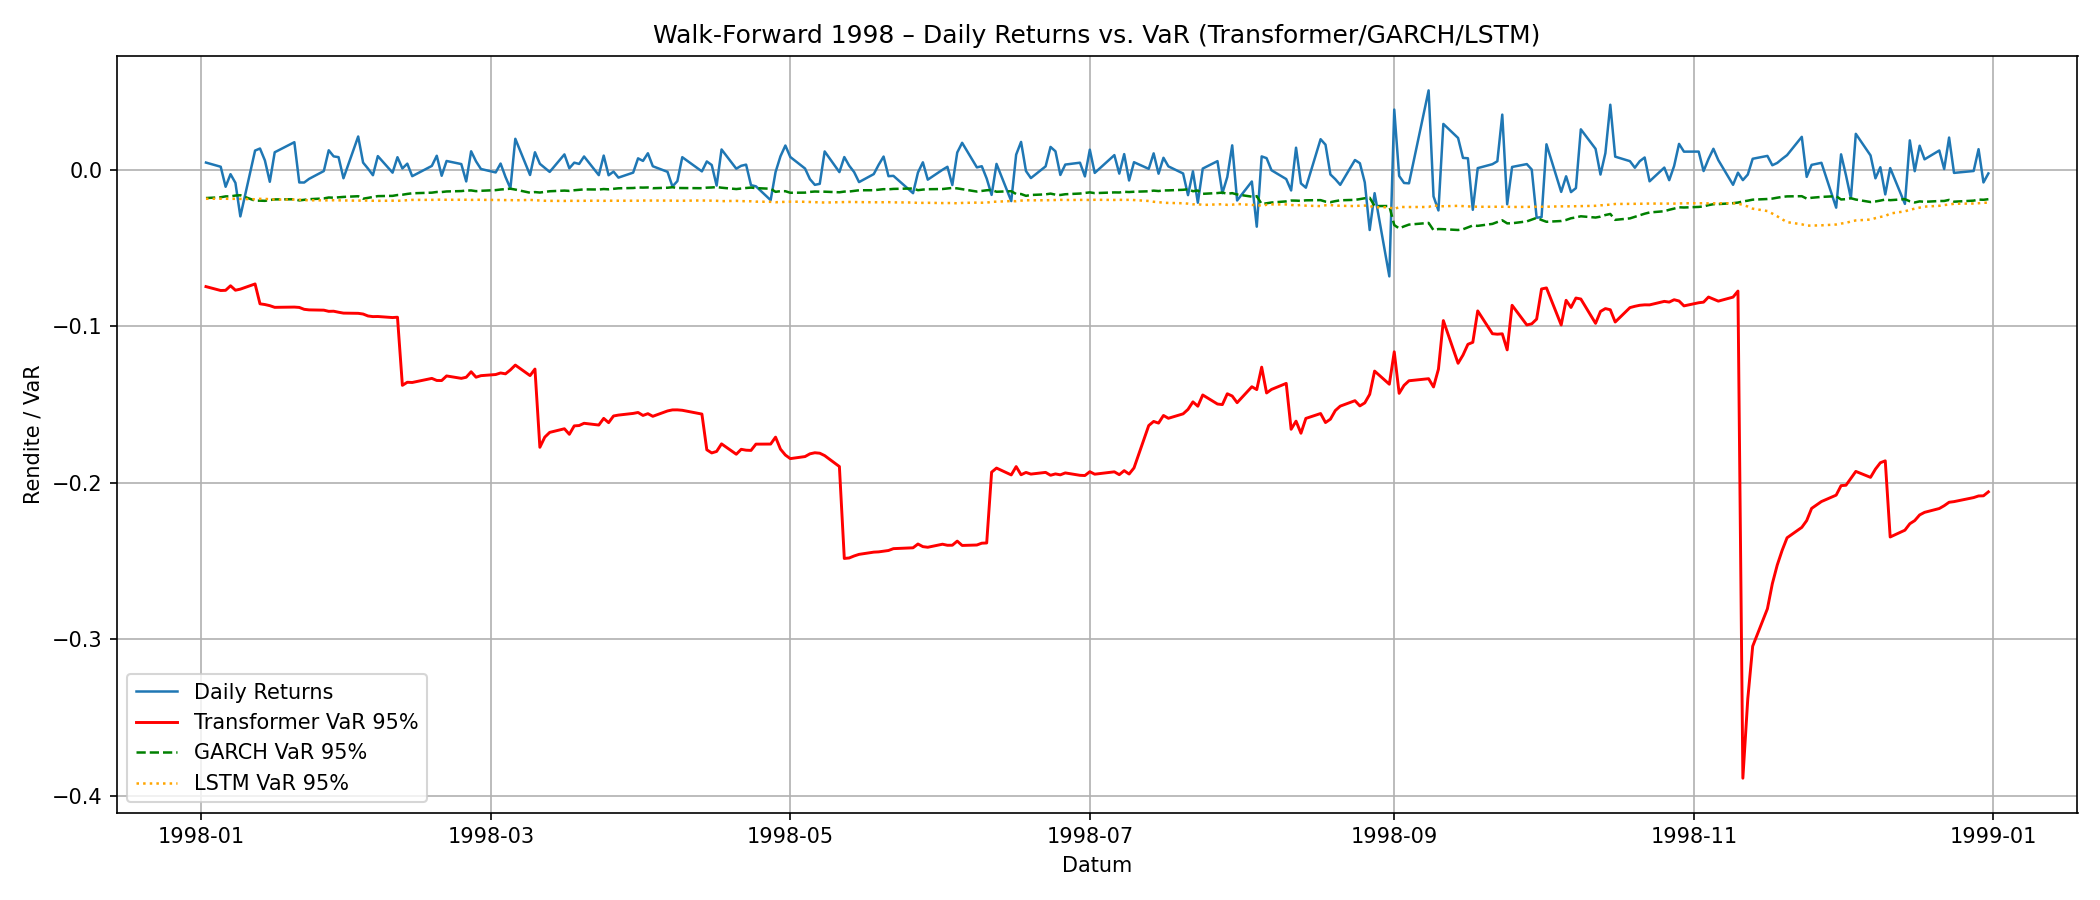 Walk-Forward 1998 – Daily Returns vs. VaR (Transformer/GARCH/LSTM)
Rendite / VaR
0.0
−0.1
−0.2
−0.3
−0.4
Daily Returns
Transformer VaR 95%
GARCH VaR 95%
LSTM VaR 95%
1998-01 1998-03 1998-05 1998-07 1998-09 1998-11 1999-01
Datum